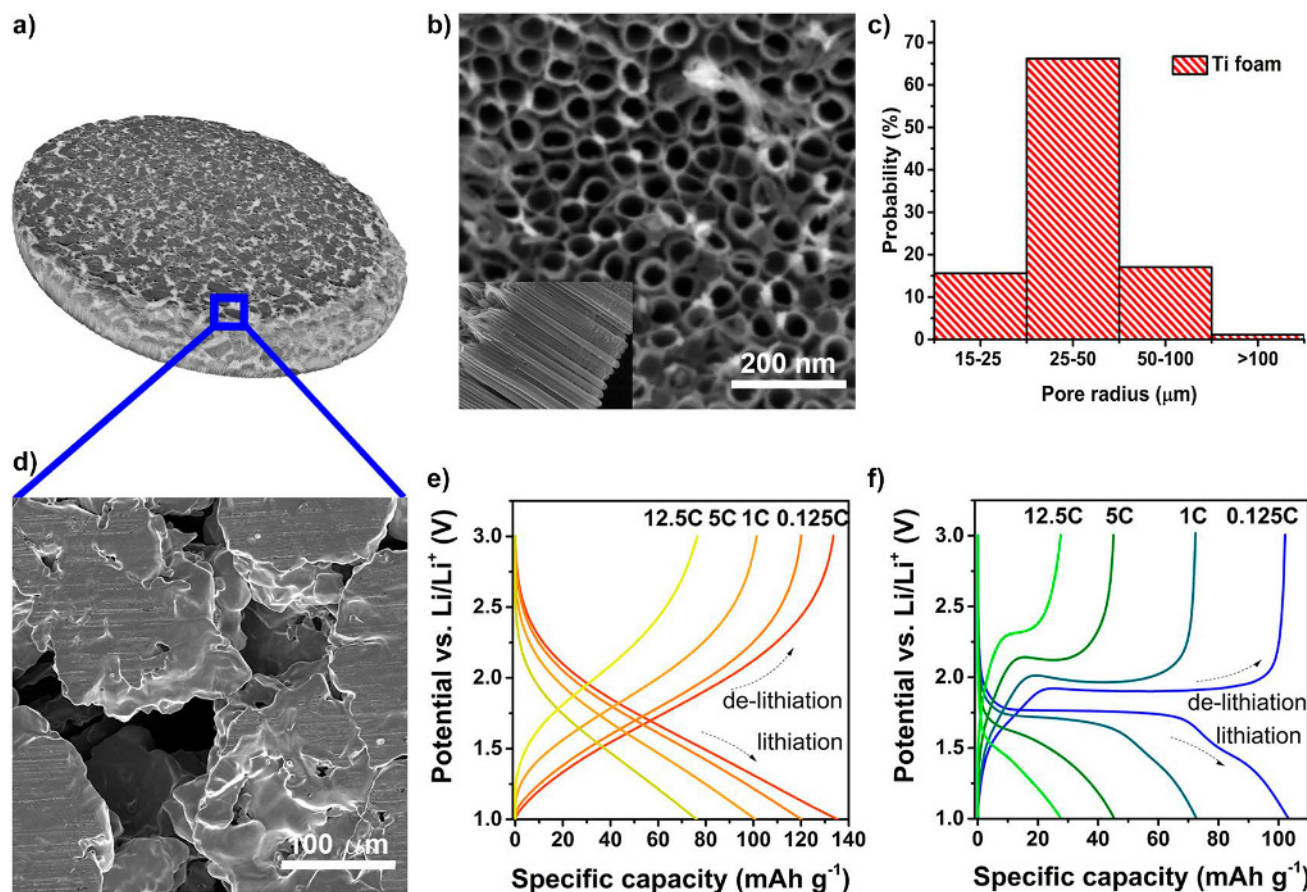 a)
b)
200 nm
c)
Probability (%)
70
60
50
40
30
20
10
0
Ti foam
15-25
25-50
50-100
>100
Pore radius (μm)
d)
100 μm
e)
Potential vs. Li/Li⁺ (V)
3.0
2.5
2.0
1.5
1.0
12.5C 5C 1C 0.125C
de-lithiation
lithiation
0 20 40 60 80 100 120 140
Specific capacity (mAh g⁻¹)
f)
Potential vs. Li/Li⁺ (V)
3.0
2.5
2.0
1.5
1.0
12.5C 5C 1C 0.125C
de-lithiation
lithiation
0 20 40 60 80 100
Specific capacity (mAh g⁻¹)